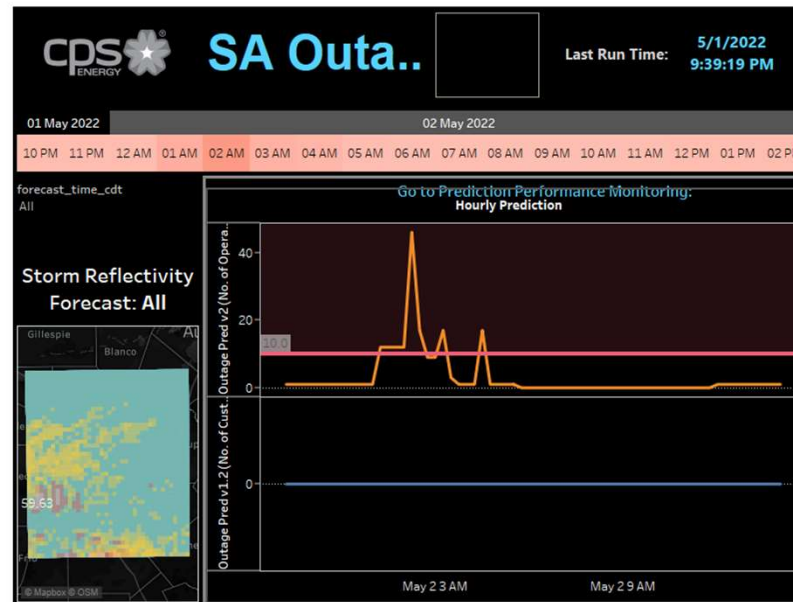 cps
ENERGY
®
SA Outa..
Last Run Time:
5/1/2022
9:39:19 PM
01 May 2022
02 May 2022
10 PM 11 PM 12 AM 01 AM 02 AM 03 AM 04 AM 05 AM 06 AM 07 AM 08 AM 09 AM 10 AM 11 AM 12 PM 01 PM 02 P
forecast_time_cdt
All
Go to Prediction Performance Monitoring:
Hourly Prediction
Storm Reflectivity
Forecast: All
Gillespie
Blanco
Au
59.63
Frio
© Mapbox © OSM
Outage Pred v2 (No. of Opera..
40
20
10.0
0
Outage Pred v1.2 (No. of Cust..
0
May 2 3 AM
May 2 9 AM